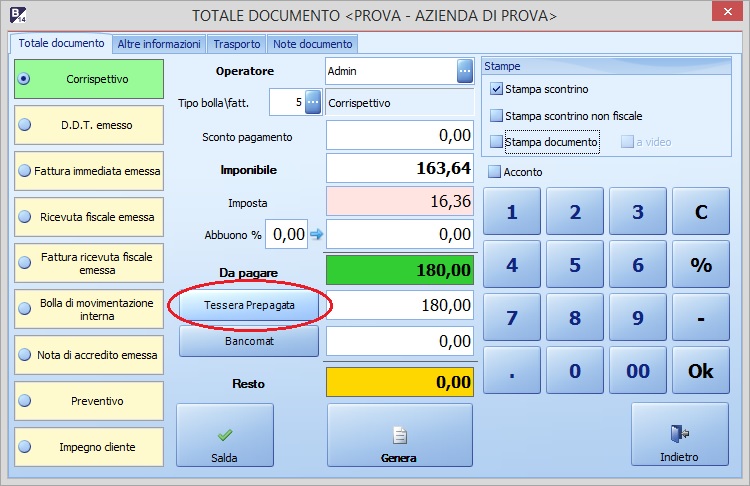 B
14
TOTALE DOCUMENTO <PROVA - AZIENDA DI PROVA>
Totale documento
Altre informazioni
Trasporto
Note documento
Corrispettivo
D.D.T. emesso
Fattura immediata emessa
Ricevuta fiscale emessa
Fattura ricevuta fiscale
emessa
Bolla di movimentazione
interna
Nota di accredito emessa
Preventivo
Impegno cliente
Operatore
Admin
...
Tipo bolla\fatt.
5
...
Corrispettivo
Sconto pagamento
0,00
Imponibile
163,64
Imposta
16,36
Abbuono %
0,00
0,00
Da pagare
180,00
Tessera Prepagata
180,00
Bancomat
0,00
Resto
0,00
Salda
Genera
Stampe
Stampa scontrino
Stampa scontrino non fiscale
Stampa documento
a video
Acconto
1 2 3 C
4 5 6 %
7 8 9 -
. 0 00 Ok
Indietro